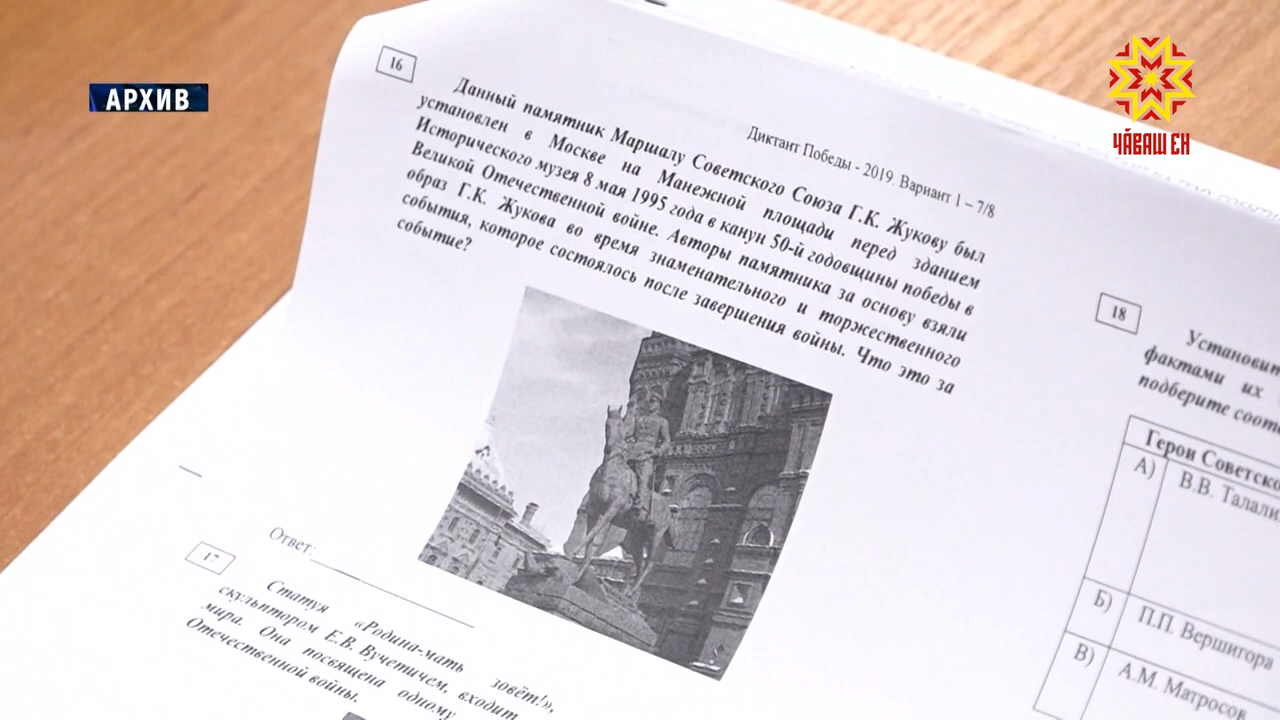 АРХИВ
ЧӐВАШ ЕН
Диктант Победы - 2019. Вариант 1 – 7/8
16
Данный памятник Маршалу Советского Союза Г.К. Жукову был
установлен в Москве на Манежной площади перед зданием
Исторического музея 8 мая 1995 года в канун 50-й годовщины победы в
Великой Отечественной войне. Авторы памятника за основу взяли
образ Г.К. Жукова во время знаменательного и торжественного
события, которое состоялось после завершения войны. Что это за
событие?
Ответ:
17
Статуя «Родина-мать зовёт!»,
скульптором Е.В. Вучетичем, входит
мира. Она посвящена одному
Отечественной войны.
18
Установит
фактами их
подберите соотв
Герои Советско
А) В.В. Талали
Б) П.П. Вершигора
В) А.М. Матросов